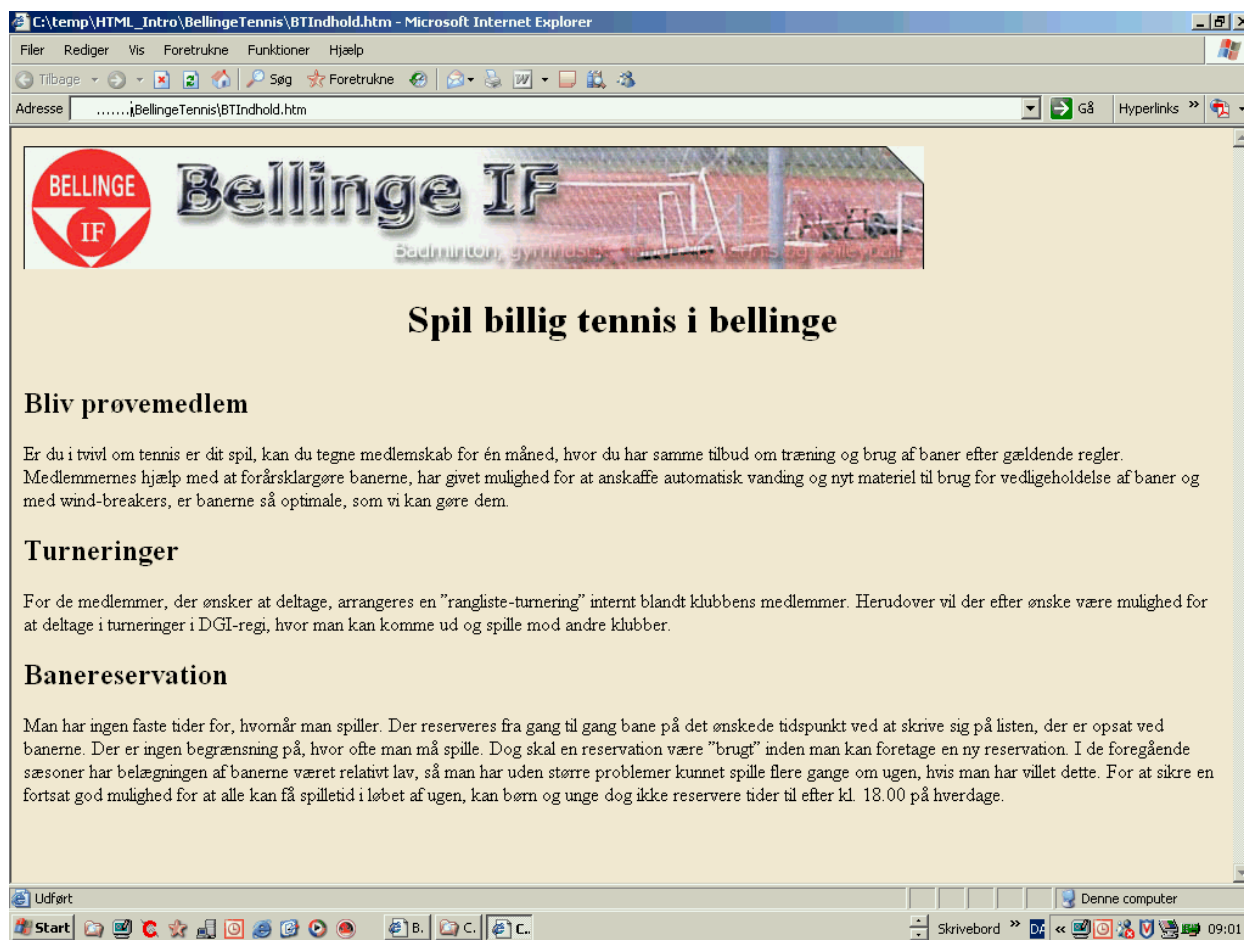 C:\temp\HTML_Intro\BellingeTennis\BTIndhold.htm - Microsoft Internet Explorer
Filer Rediger Vis Foretrukne Funktioner Hjælp
Tilbage Søg Foretrukne
Adresse .......\BellingeTennis\BTIndhold.htm Gå Hyperlinks »
BELLINGE IF
Bellinge IF
Badminton, gymnastik, tennis og volleyball
Spil billig tennis i bellinge
Bliv prøvemedlem
Er du i tvivl om tennis er dit spil, kan du tegne medlemskab for én måned, hvor du har samme tilbud om træning og brug af baner efter gældende regler.
Medlemmernes hjælp med at forårsklargøre banerne, har givet mulighed for at anskaffe automatisk vanding og nyt materiel til brug for vedligeholdelse af baner og
med wind-breakers, er banerne så optimale, som vi kan gøre dem.
Turneringer
For de medlemmer, der ønsker at deltage, arrangeres en ”rangliste-turnering” internt blandt klubbens medlemmer. Herudover vil der efter ønske være mulighed for
at deltage i turneringer i DGI-regi, hvor man kan komme ud og spille mod andre klubber.
Banereservation
Man har ingen faste tider for, hvornår man spiller. Der reserveres fra gang til gang bane på det ønskede tidspunkt ved at skrive sig på listen, der er opsat ved
banerne. Der er ingen begrænsning på, hvor ofte man må spille. Dog skal en reservation være ”brugt” inden man kan foretage en ny reservation. I de foregående
sæsoner har belægningen af banerne været relativt lav, så man har uden større problemer kunnet spille flere gange om ugen, hvis man har villet dette. For at sikre en
fortsat god mulighed for at alle kan få spilletid i løbet af ugen, kan børn og unge dog ikke reservere tider til efter kl. 18.00 på hverdage.
Udført Denne computer
Start B. C. C.. Skrivebord » DA « 09:01